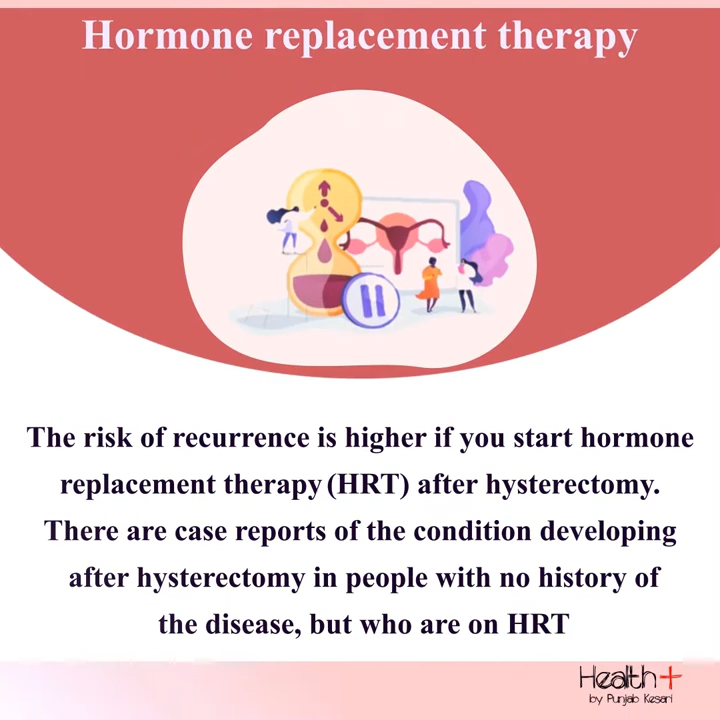 Hormone replacement therapy
The risk of recurrence is higher if you start hormone
replacement therapy (HRT) after hysterectomy.
There are case reports of the condition developing
after hysterectomy in people with no history of
the disease, but who are on HRT
Health+
by Punjab Kesari